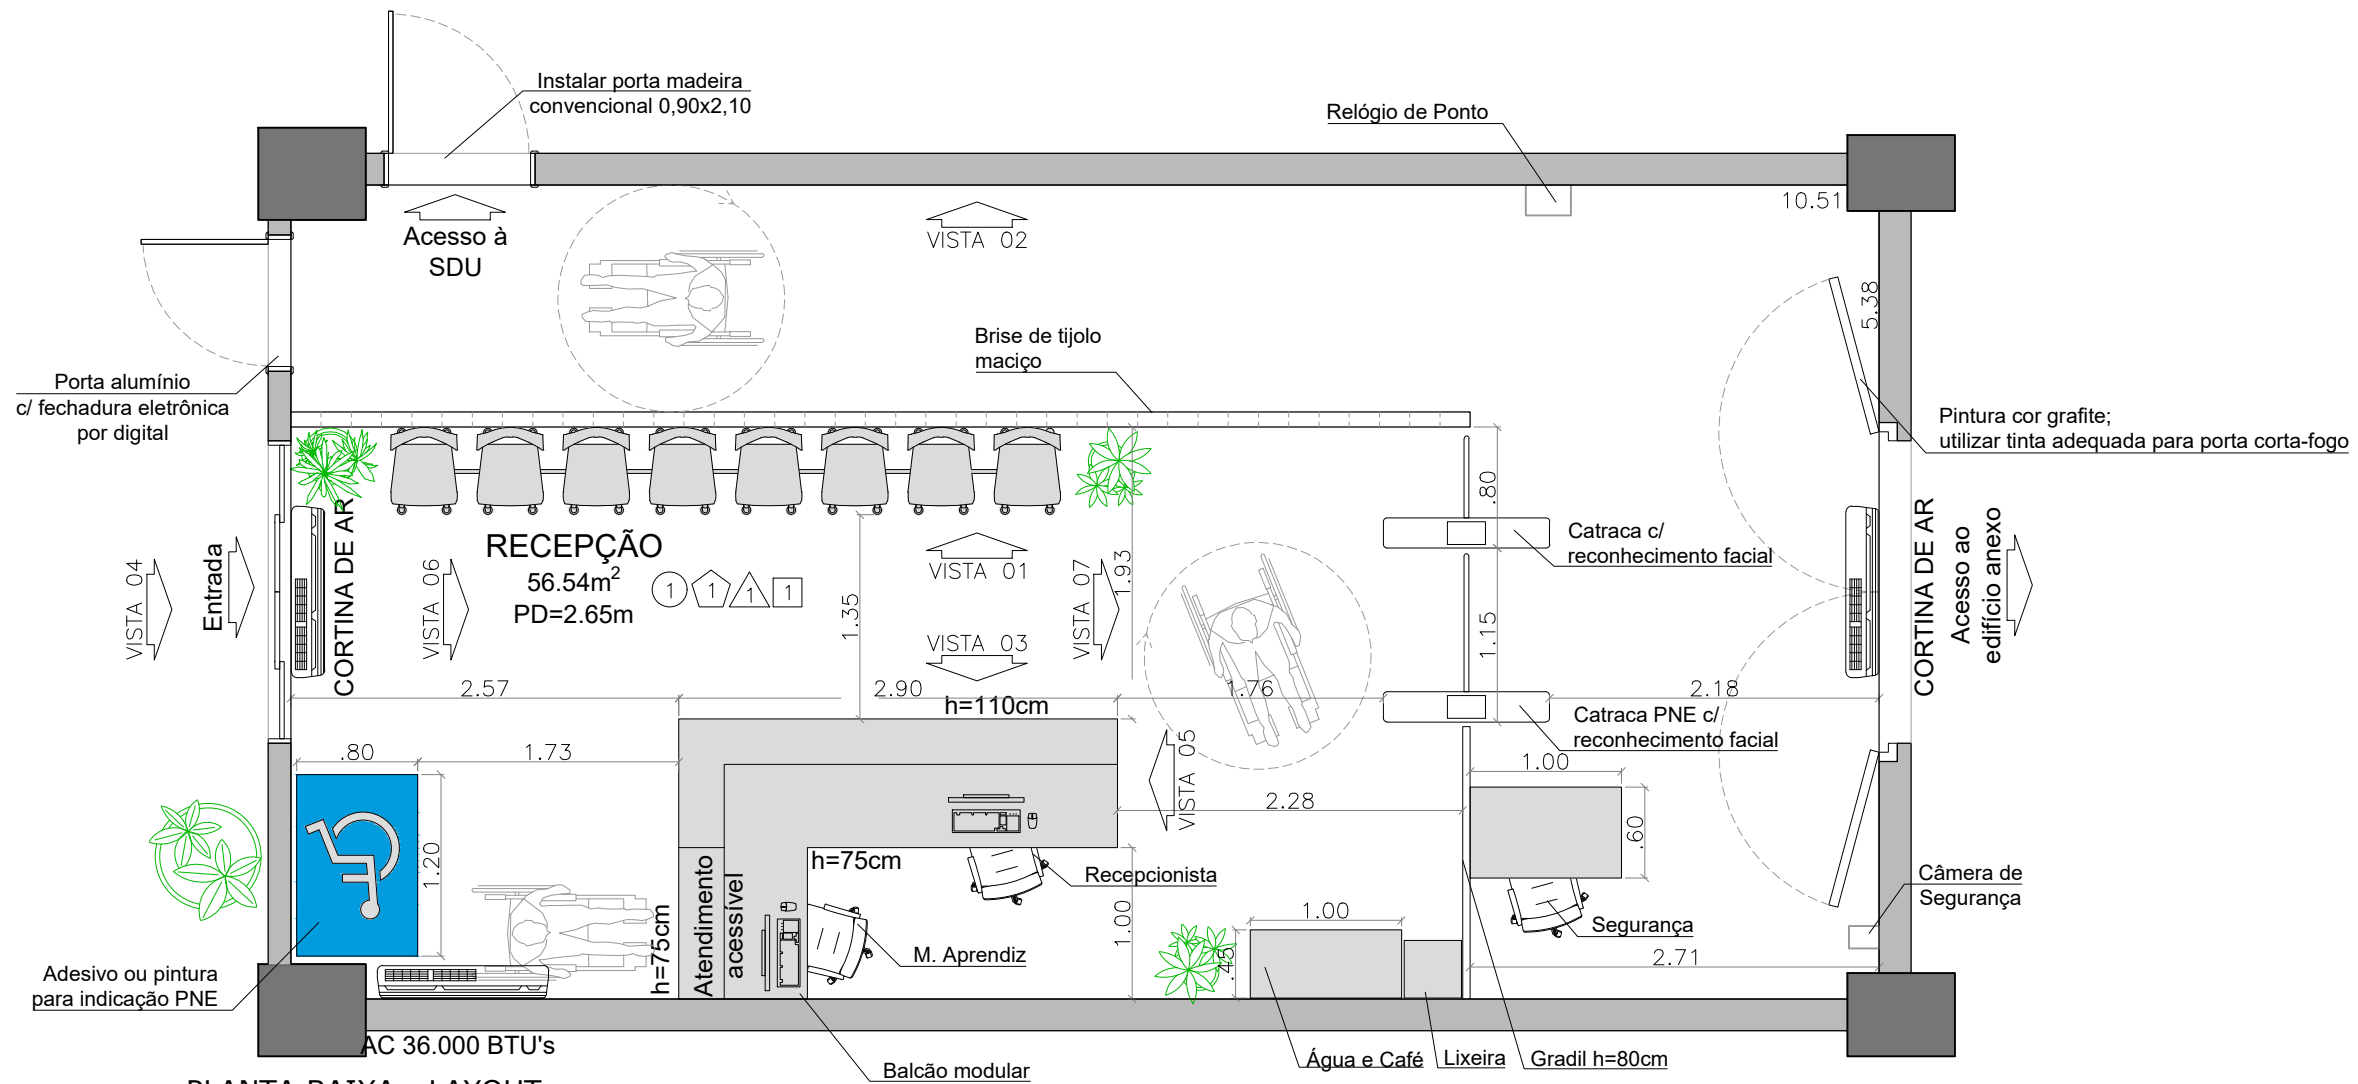 Instalar porta madeira
convencional 0,90x2,10
Relógio de Ponto
10.51
Acesso à
SDU
VISTA 02
5.38
Brise de tijolo
maciço
Porta alumínio
c/ fechadura eletrônica
por digital
Pintura cor grafite;
utilizar tinta adequada para porta corta-fogo
.80
CORTINA DE AR
RECEPÇÃO
56.54m²
PD=2.65m
1 1 1 1
VISTA 01
1.93
Catraca c/
reconhecimento facial
CORTINA DE AR
Acesso ao
edifício anexo
VISTA 04
Entrada
VISTA 06
1.35
VISTA 03
VISTA 07
1.15
2.57
2.90
1.76
2.18
h=110cm
Catraca PNE c/
reconhecimento facial
.80
1.73
VISTA 05
1.00
2.28
.60
1.20
h=75cm
Recepcionista
Atendimento
acessível
h=75cm
1.00
M. Aprendiz
1.00
.45
Segurança
2.71
Câmera de
Segurança
Adesivo ou pintura
para indicação PNE
AC 36.000 BTU's
Balcão modular
Água e Café
Lixeira
Gradil h=80cm
PLANTA BAIXA - LAYOUT